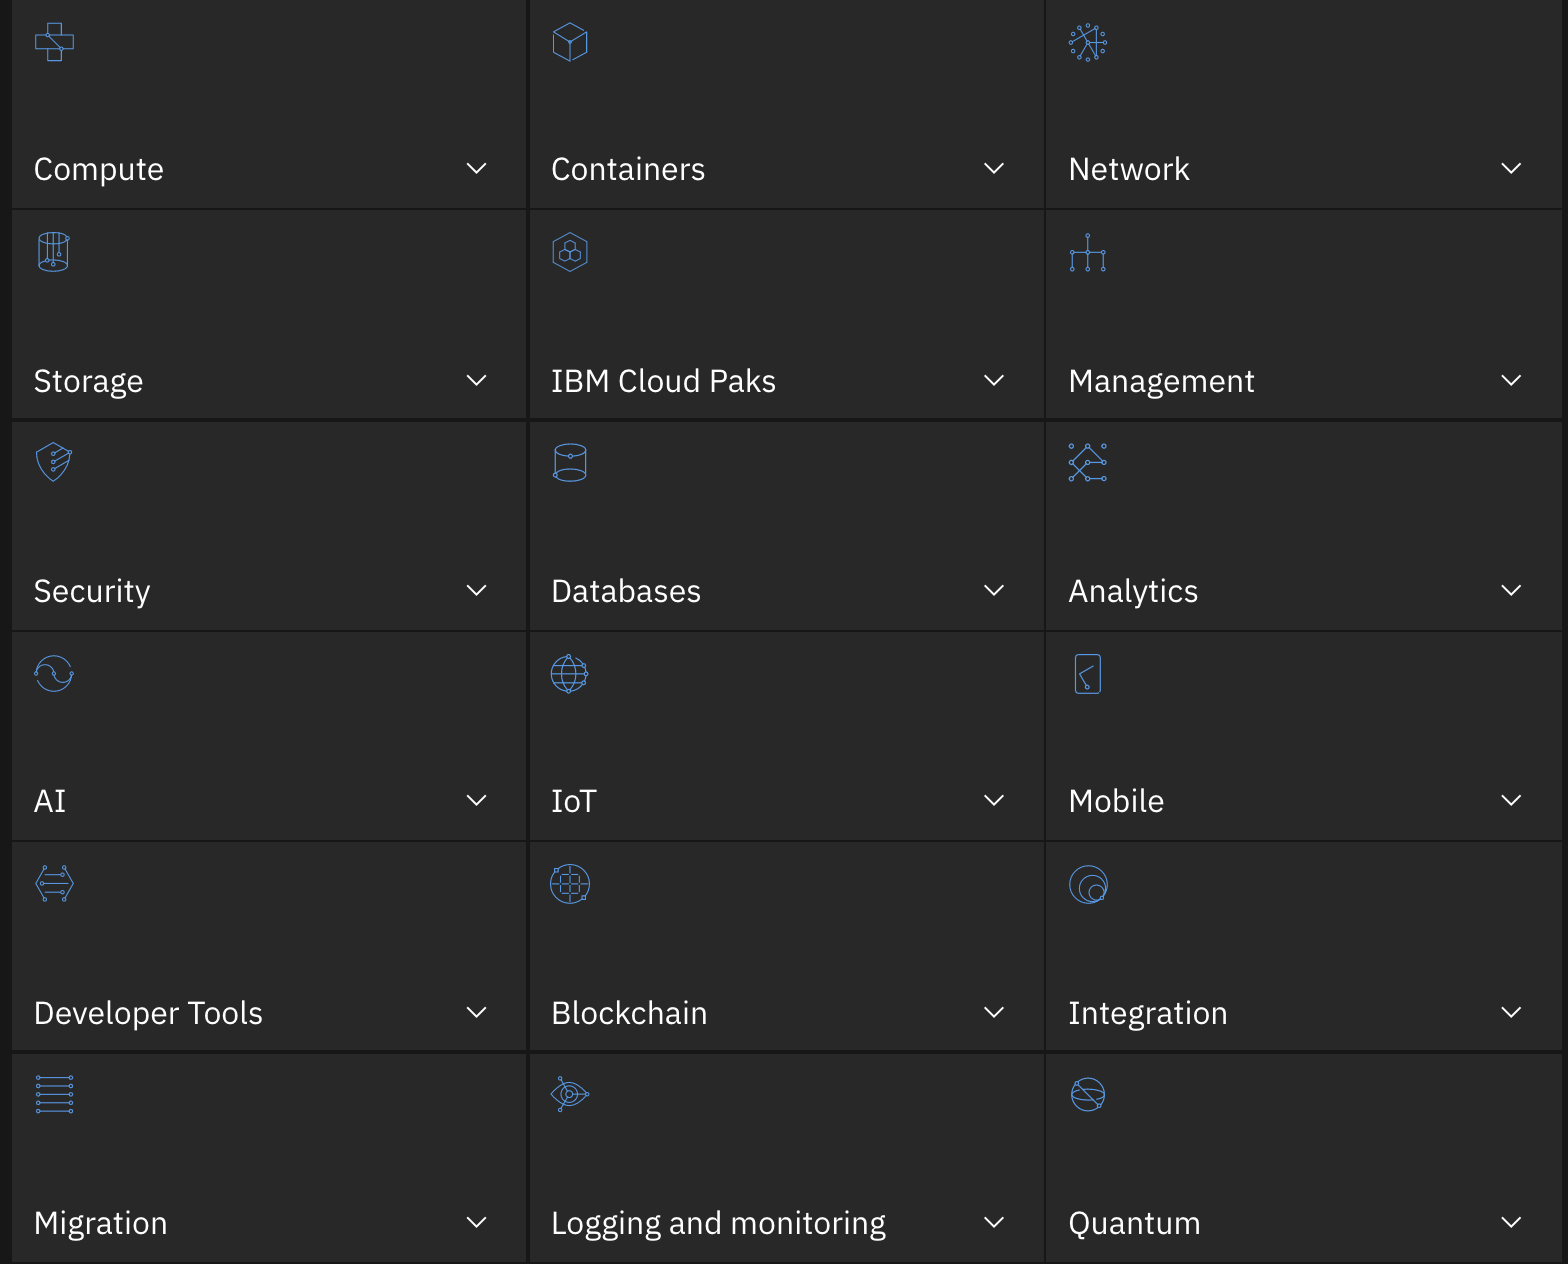 Compute
Containers
Network
Storage
IBM Cloud Paks
Management
Security
Databases
Analytics
AI
IoT
Mobile
Developer Tools
Blockchain
Integration
Migration
Logging and monitoring
Quantum